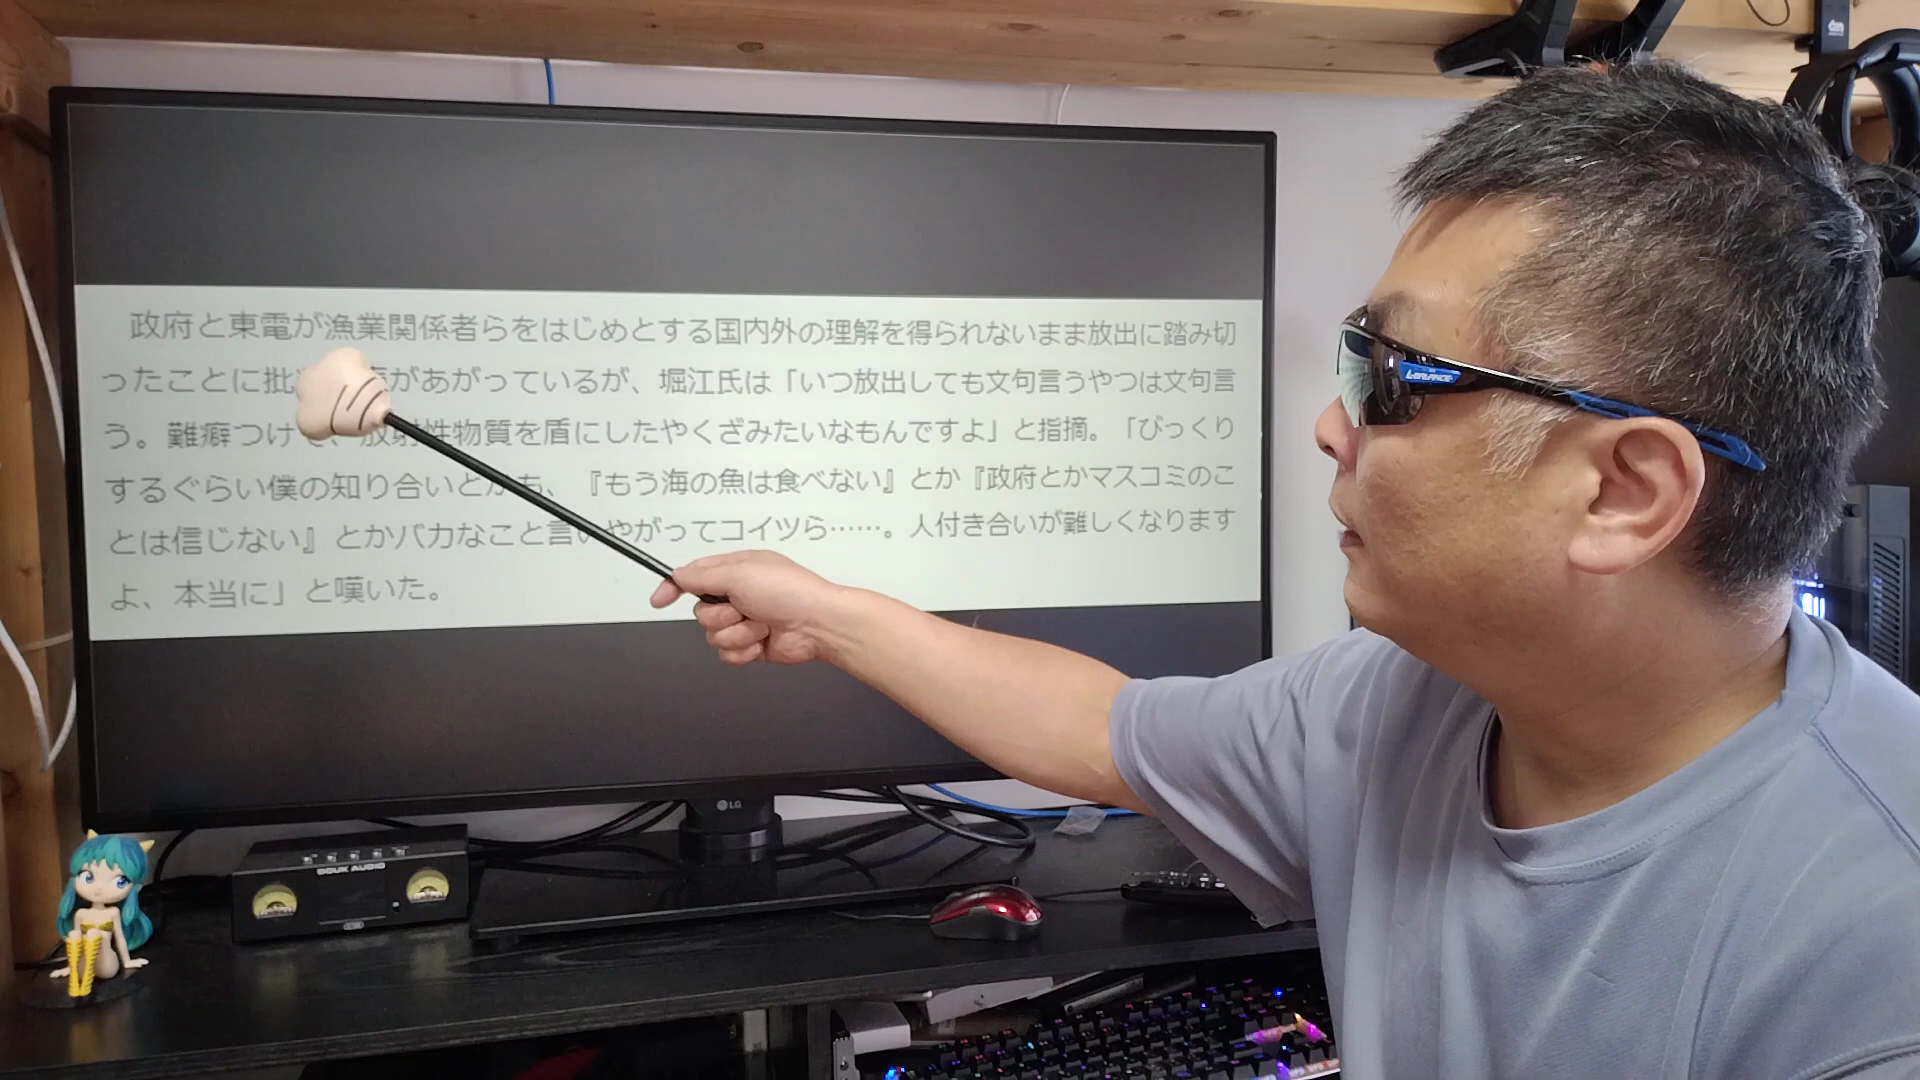 政府と東電が漁業関係者らをはじめとする国内外の理解を得られないまま放出に踏み切
ったことに批 があがっているが、堀江氏は「いつ放出しても文句言うやつは文句言
う。難癖つけ 、放射性物質を盾にしたやくざみたいなもんですよ」と指摘。「びっくり
するぐらい僕の知り合いとかも、『もう海の魚は食べない』とか『政府とかマスコミのこ
とは信じない』とかバカなこと言いやがってコイツら……。人付き合いが難しくなります
よ、本当に」と嘆いた。
LG
DOUK AUDIO